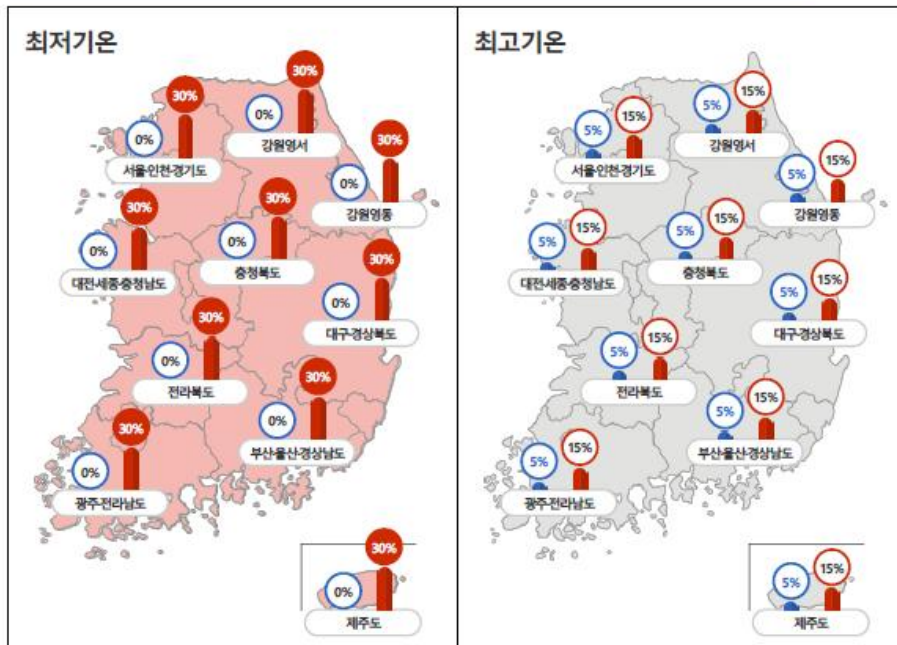 최저기온
30%
0%
서울·인천·경기도
30%
0%
강원영서
30%
0%
강원영동
30%
0%
대전·세종·충청남도
30%
0%
충청북도
30%
0%
대구·경상북도
30%
0%
전라북도
30%
0%
부산·울산·경상남도
30%
0%
광주·전라남도
30%
0%
제주도
최고기온
5%
15%
서울·인천·경기도
5%
15%
강원영서
5%
15%
강원영동
5%
15%
대전·세종·충청남도
5%
15%
충청북도
5%
15%
대구·경상북도
5%
15%
전라북도
5%
15%
부산·울산·경상남도
5%
15%
광주·전라남도
5%
15%
제주도